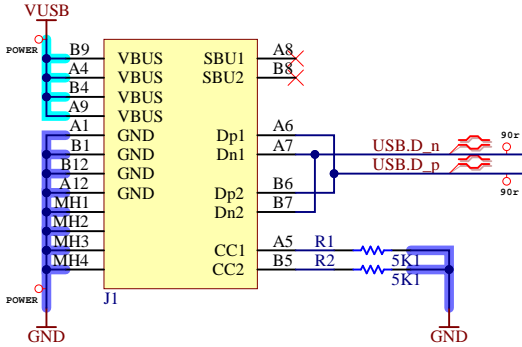 VUSB
POWER
B9 VBUS SBU1 A8
A4 VBUS SBU2 B8
B4 VBUS
A9 VBUS
A1 GND Dp1 A6
B1 GND Dn1 A7 USB.D_n 90r
B12 GND USB.D_p
A12 GND Dp2 B6 90r
MH1 Dn2 B7
MH2
MH3 CC1 A5 R1 5K1
MH4 CC2 B5 R2 5K1
POWER
J1
GND GND